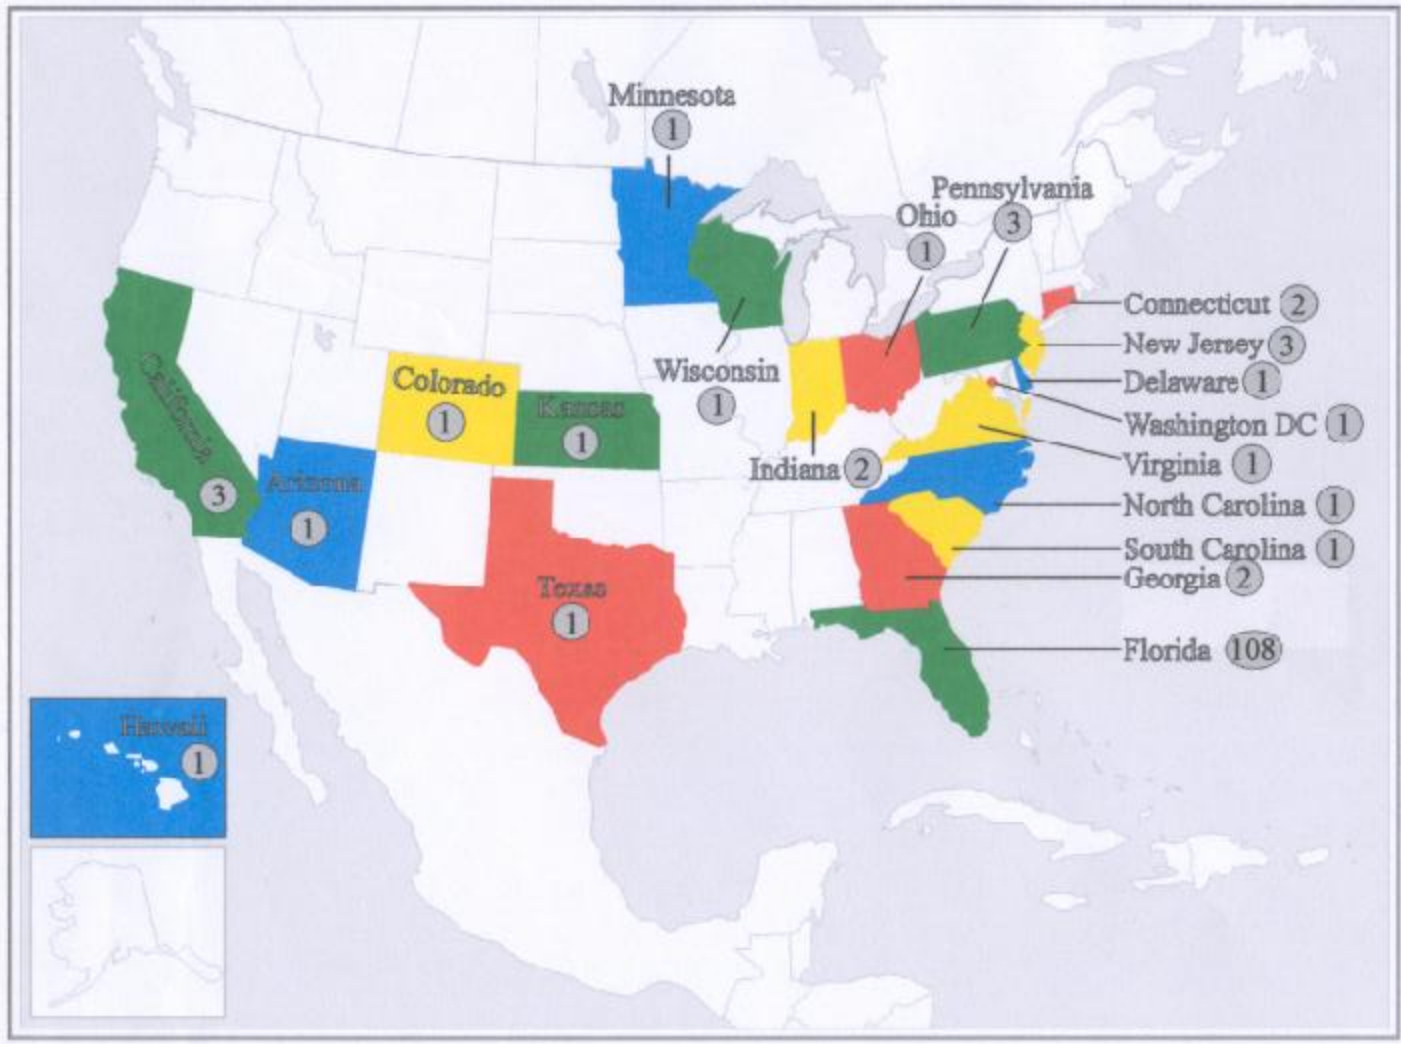 Minnesota
1
Pennsylvania
3
Ohio
1
Connecticut 2
New Jersey 3
Delaware 1
Washington DC 1
Virginia 1
North Carolina 1
South Carolina 1
Georgia 2
Florida 108
Wisconsin
1
Indiana 2
Colorado
1
Kansas
1
California
3
Arizona
1
Texas
1
Hawaii
1